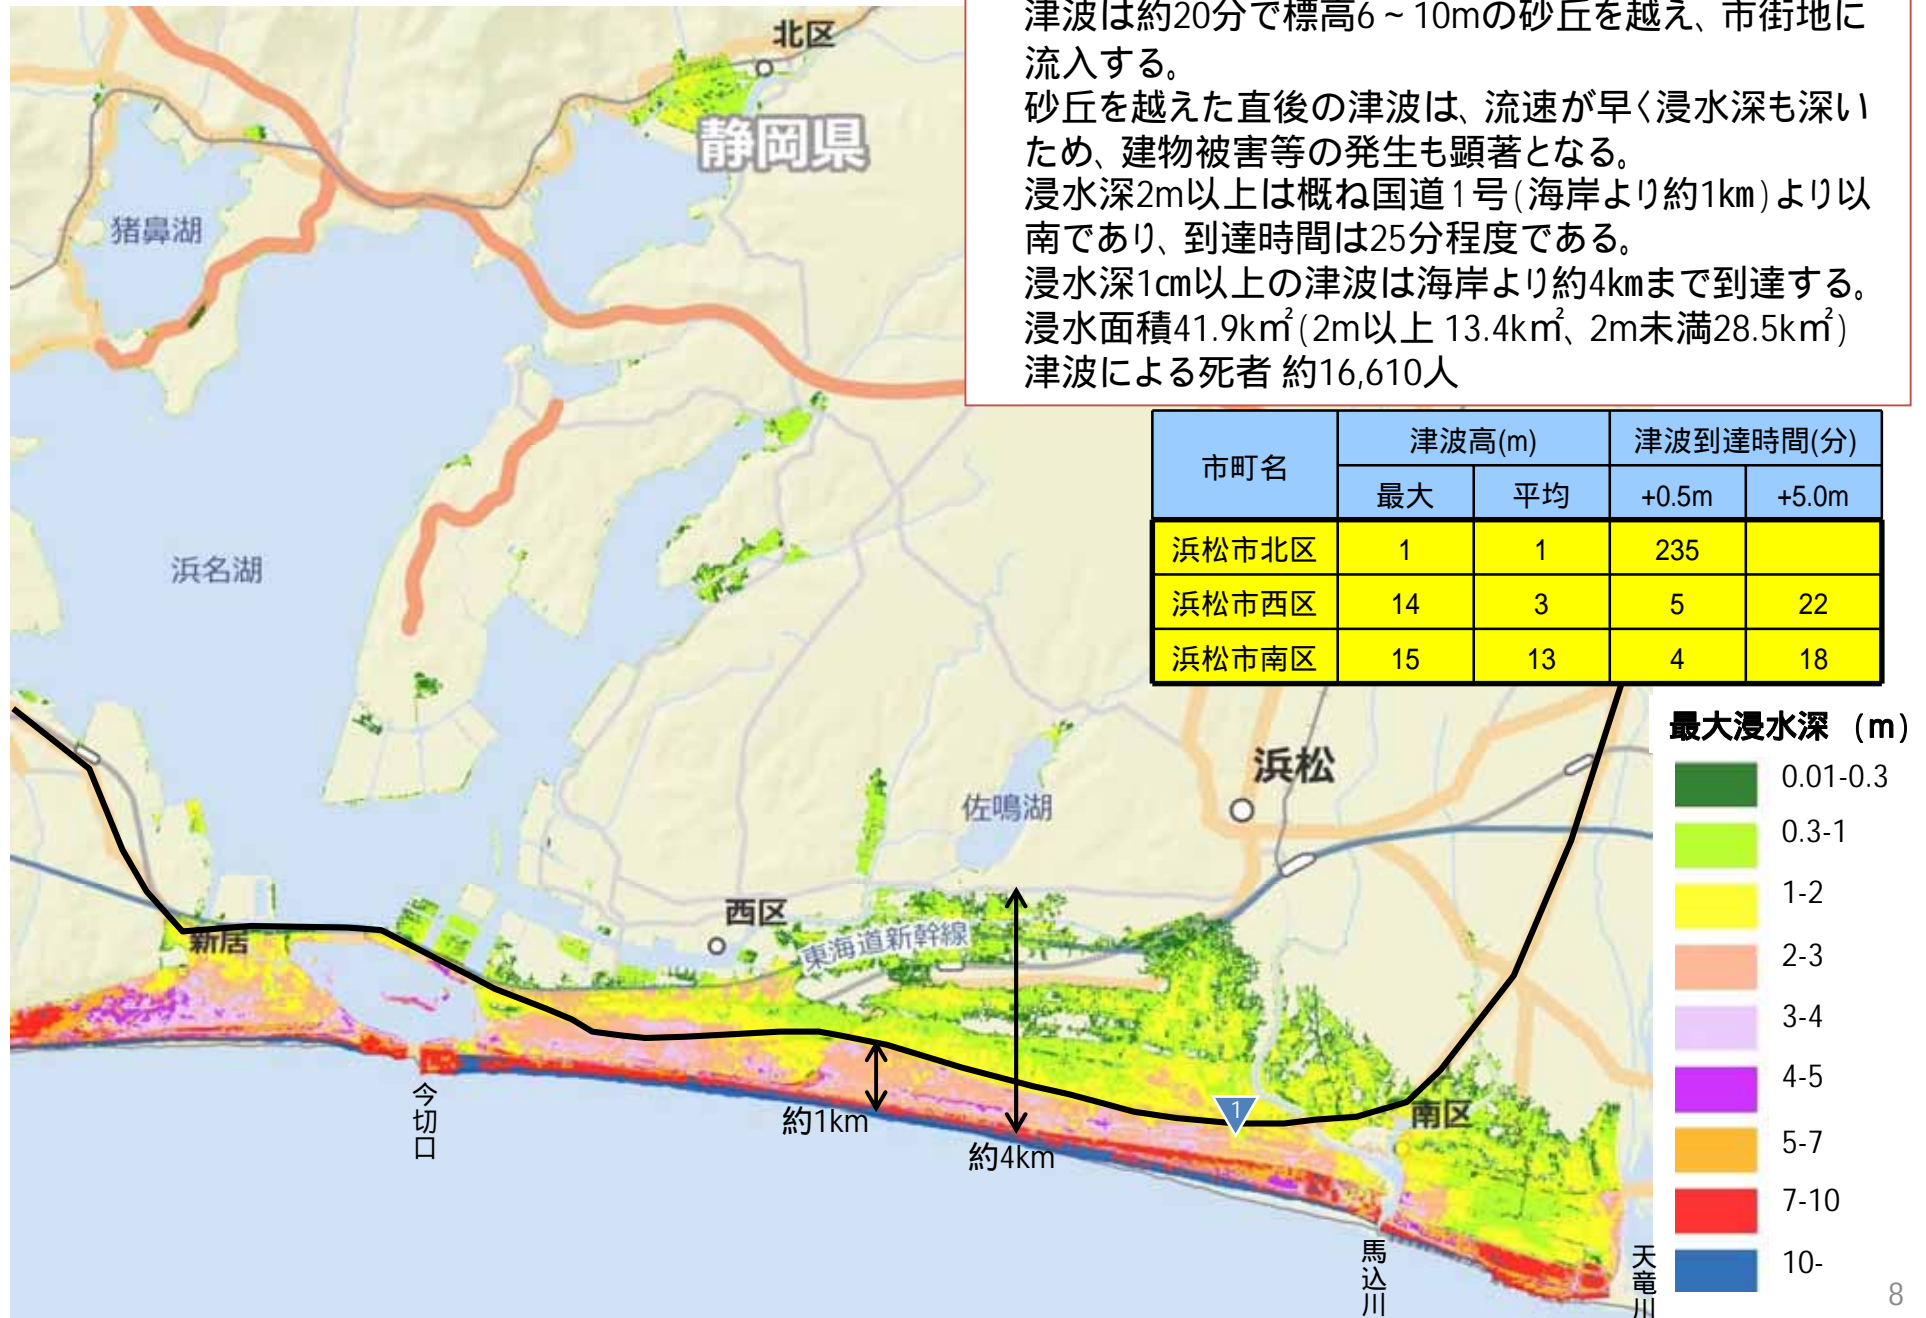 津波は約20分で標高6~10mの砂丘を越え、市街地に
流入する。
砂丘を越えた直後の津波は、流速が早く浸水深も深い
ため、建物被害等の発生も顕著となる。
浸水深2m以上は概ね国道1号(海岸より約1km)より以
南であり、到達時間は25分程度である。
浸水深1cm以上の津波は海岸より約4kmまで到達する。
浸水面積41.9km²(2m以上 13.4km²、2m未満28.5km²)
津波による死者 約16,610人
市町名 津波高(m) 津波到達時間(分)
最大 平均 +0.5m +5.0m
浜松市北区 1 1 235
浜松市西区 14 3 5 22
浜松市南区 15 13 4 18
北区
静岡県
猪鼻湖
浜名湖
浜松
佐鳴湖
西区
東海道新幹線
新居
南区
1
約1km
約4km
今切口
馬込川
天竜川
最大浸水深 (m)
0.01-0.3
0.3-1
1-2
2-3
3-4
4-5
5-7
7-10
10-
8